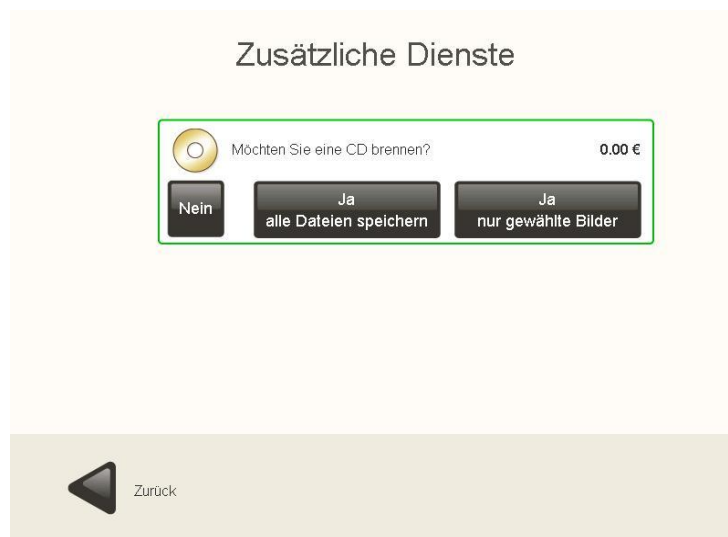 Zusätzliche Dienste
Möchten Sie eine CD brennen? 0.00 €
Nein
Ja
alle Dateien speichern
Ja
nur gewählte Bilder
Zurück